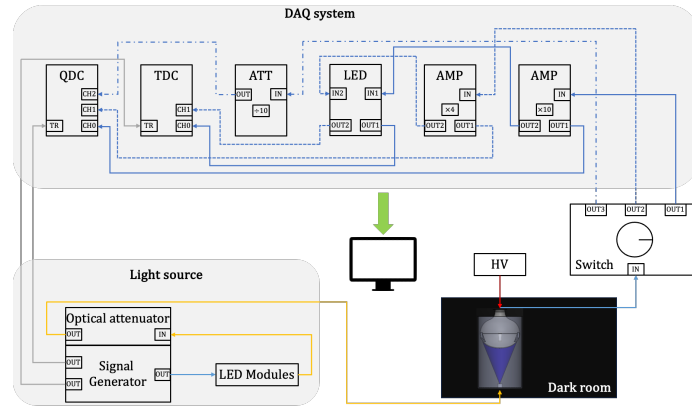 DAQ system
QDC
TDC
ATT
LED
AMP
AMP
CH2
CH1
CH0
TR
CH1
CH0
TR
OUT
IN
÷10
IN2
IN1
OUT2
OUT1
IN
×4
OUT2
OUT1
IN
×10
OUT2
OUT1
OUT3
OUT2
OUT1
Switch
IN
Light source
HV
Optical attenuator
OUT
IN
OUT
Signal
Generator
OUT
OUT
LED Modules
Dark room